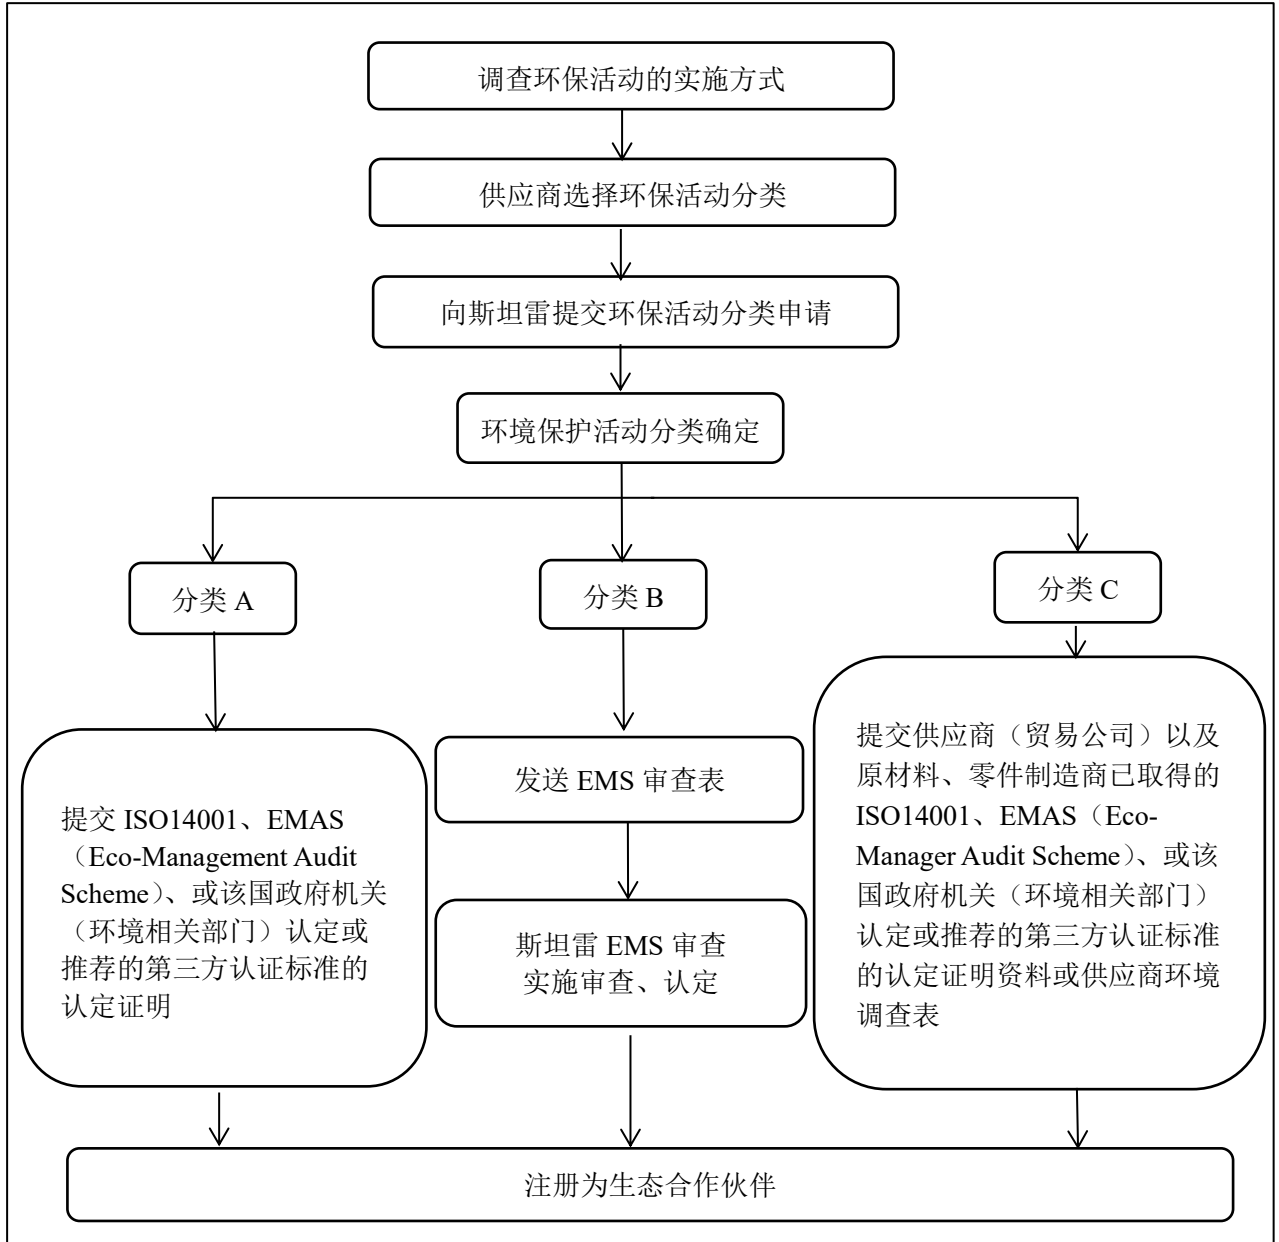 调查环保活动的实施方式
供应商选择环保活动分类
向斯坦雷提交环保活动分类申请
环境保护活动分类确定
分类 A
分类 B
分类 C
提交 ISO14001、EMAS
（Eco-Management Audit
Scheme）、或该国政府机关
（环境相关部门）认定或
推荐的第三方认证标准的
认定证明
发送 EMS 审查表
斯坦雷 EMS 审查
实施审查、认定
提交供应商（贸易公司）以及
原材料、零件制造商已取得的
ISO14001、EMAS（Eco-
Manager Audit Scheme）、或该
国政府机关（环境相关部门）
认定或推荐的第三方认证标准
的认定证明资料或供应商环境
调查表
注册为生态合作伙伴